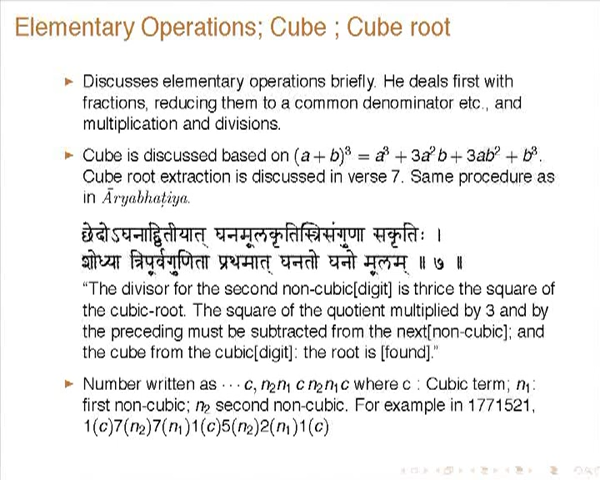 Elementary Operations; Cube ; Cube root
Discusses elementary operations briefly. He deals first with
fractions, reducing them to a common denominator etc., and
multiplication and divisions.
Cube is discussed based on (a + b)³ = a³ + 3a²b + 3ab² + b³.
Cube root extraction is discussed in verse 7. Same procedure as
in Āryabhaṭiya.
छेदोऽघनाद्वितीयात् घनमूलकृतिस्त्रिसंगुणा सकृतिः ।
शोध्या त्रिपूर्वगुणिता प्रथमात् घनतो घनो मूलम् ॥ ७ ॥
“The divisor for the second non-cubic[digit] is thrice the square of
the cubic-root. The square of the quotient multiplied by 3 and by
the preceding must be subtracted from the next[non-cubic]; and
the cube from the cubic[digit]: the root is [found].”
Number written as ··· c, n₂n₁ c n₂n₁c where c : Cubic term; n₁:
first non-cubic; n₂ second non-cubic. For example in 1771521,
1(c)7(n₂)7(n₁)1(c)5(n₂)2(n₁)1(c)